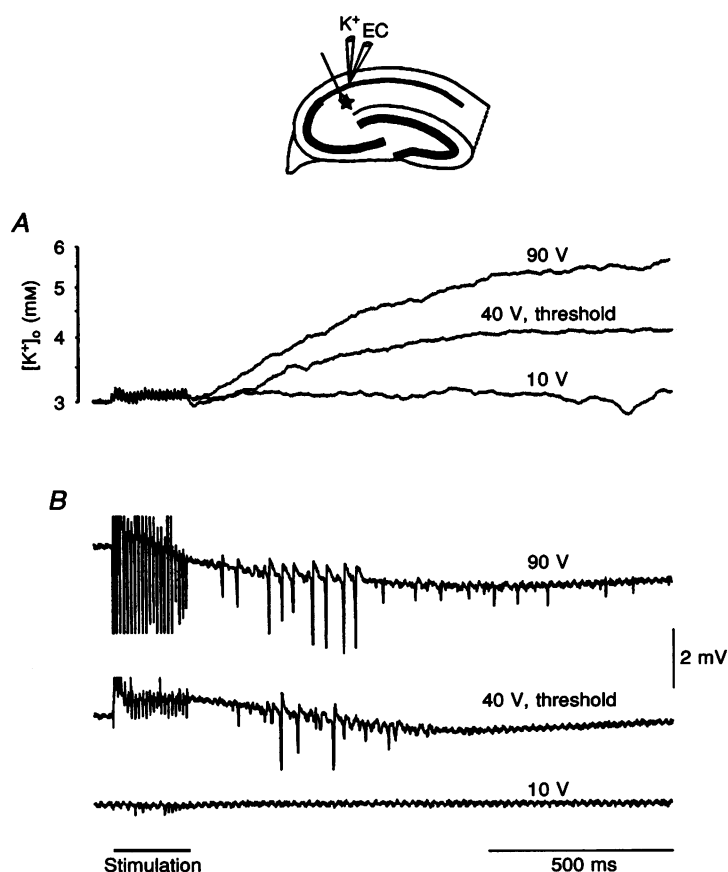 K+ EC
A
6
5
4
3
[K+]o (mM)
90 V
40 V, threshold
10 V
B
90 V
2 mV
40 V, threshold
10 V
Stimulation
500 ms